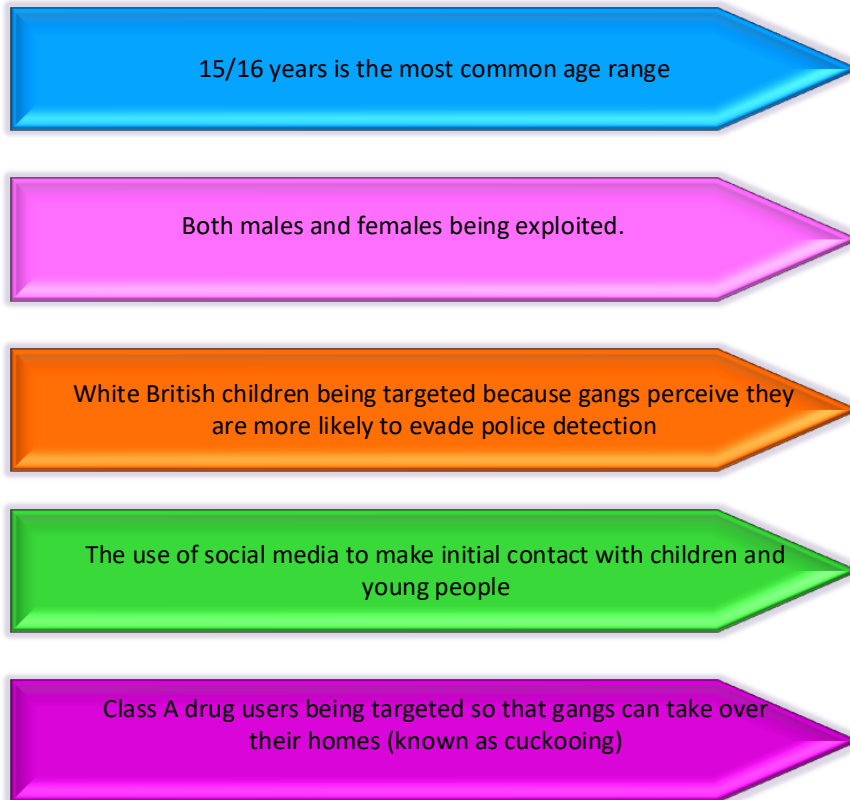 15/16 years is the most common age range
Both males and females being exploited.
White British children being targeted because gangs perceive they
are more likely to evade police detection
The use of social media to make initial contact with children and
young people
Class A drug users being targeted so that gangs can take over
their homes (known as cuckooing)